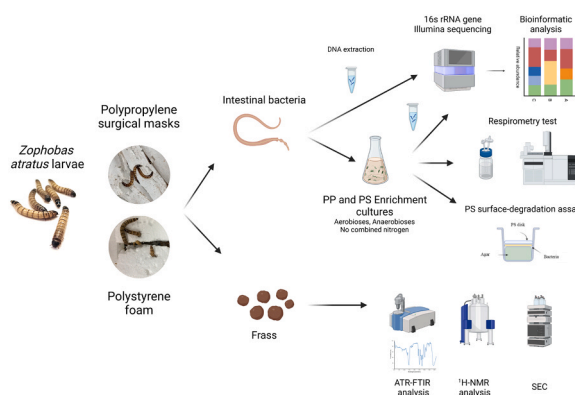 16s rRNA gene
Illumina sequencing
Bioinformatic
analysis
DNA extraction
Relative abundance
C
B
A
Intestinal bacteria
Polypropylene
surgical masks
Respirometry test
Zophobas
atratus larvae
PP and PS Enrichment
cultures
Aerobioses, Anaerobioses
No combined nitrogen
PS surface-degradation assa
PS disk
Agar
Bacteria
Polystyrene
foam
Frass
ATR-FTIR
analysis
¹H-NMR
analysis
SEC